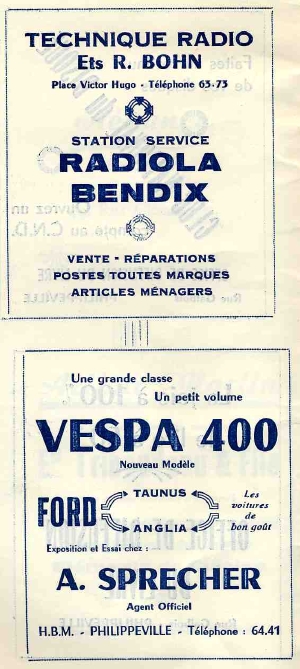 TECHNIQUE RADIO
Ets R. BOHN
Place Victor Hugo - Téléphone 63-73
STATION SERVICE
RADIOLA
BENDIX
VENTE - RÉPARATIONS
POSTES TOUTES MARQUES
ARTICLES MÉNAGERS
Une grande classe
Un petit volume
VESPA 400
Nouveau Modèle
FORD
TAUNUS
ANGLIA
Les
voitures
de
bon goût
Exposition et Essai chez :
A. SPRECHER
Agent Officiel
H.B.M. - PHILIPPEVILLE - Téléphone : 64.41